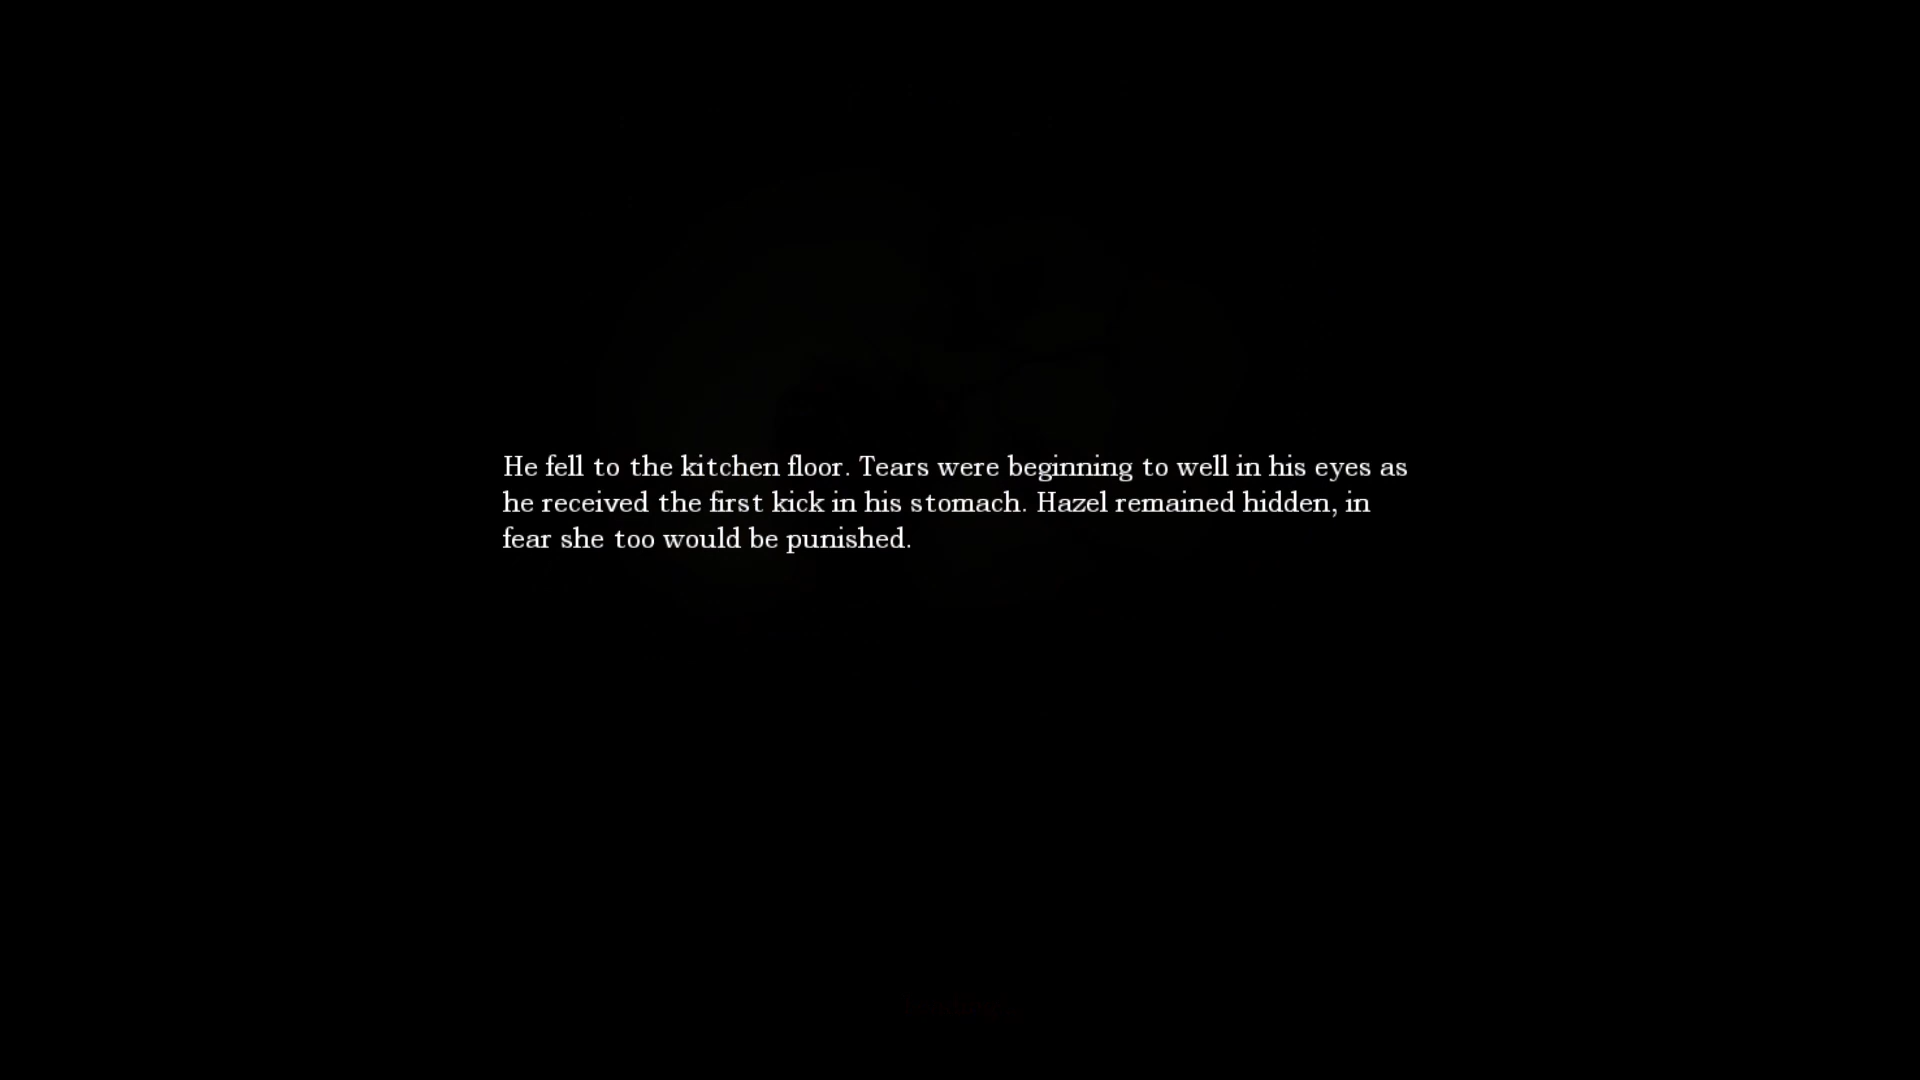 He fell to the kitchen floor. Tears were beginning to well in his eyes as
he received the first kick in his stomach. Hazel remained hidden, in
fear she too would be punished.